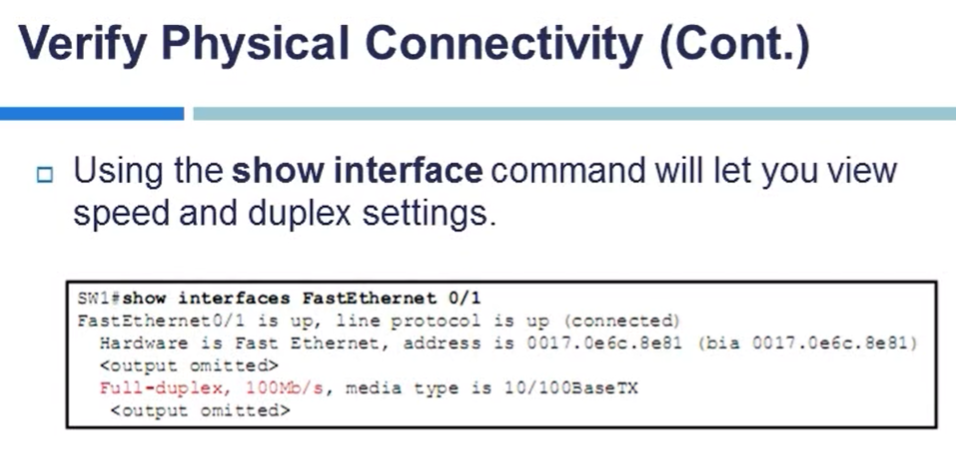 Verify Physical Connectivity (Cont.)
Using the show interface command will let you view
speed and duplex settings.
SW1#show interfaces FastEthernet 0/1
FastEthernet0/1 is up, line protocol is up (connected)
Hardware is Fast Ethernet, address is 0017.0e6c.8e81 (bia 0017.0e6c.8e81)
<output omitted>
Full-duplex, 100Mb/s, media type is 10/100BaseTX
<output omitted>